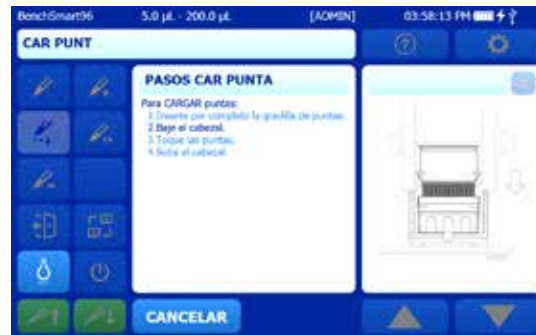 BenchSmart96 5.0 µL - 200.0 µL [ADMIN] 03:58:13 PM
CAR PUNT
PASOS CAR PUNTA
Para CARGAR puntas:
1.Inserte por completo la gradilla de puntas.
2.Baje el cabezal.
3.Toque las puntas.
4.Suba el cabezal.
CANCELAR